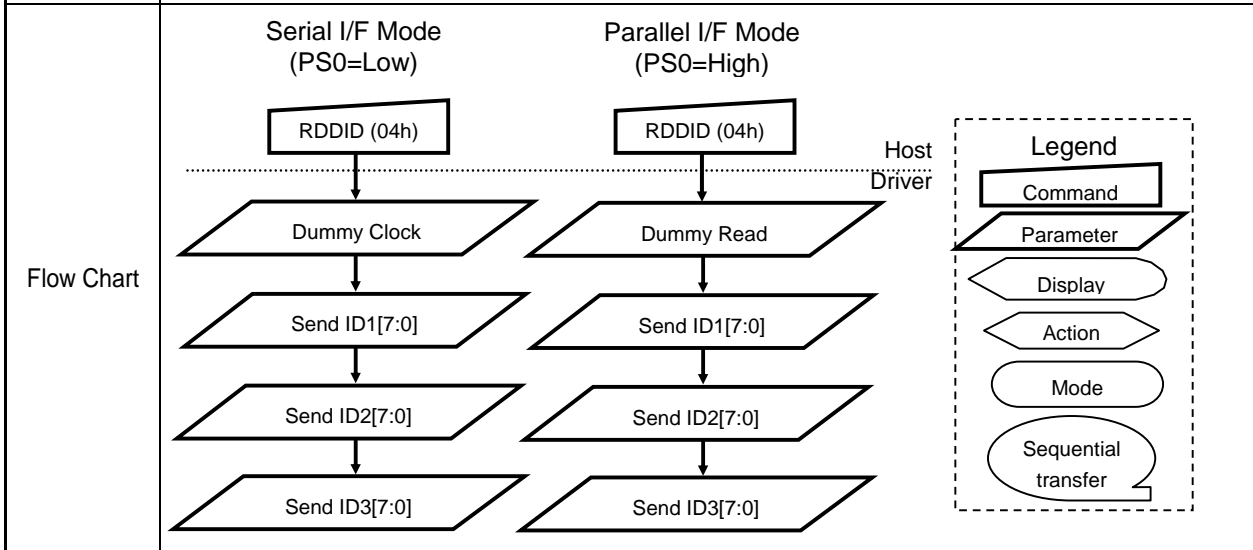 Flow Chart
Serial I/F Mode
(PS0=Low)
RDDID (04h)
Dummy Clock
Send ID1[7:0]
Send ID2[7:0]
Send ID3[7:0]
Parallel I/F Mode
(PS0=High)
RDDID (04h)
Dummy Read
Send ID1[7:0]
Send ID2[7:0]
Send ID3[7:0]
Host
Driver
Legend
Command
Parameter
Display
Action
Mode
Sequential
transfer